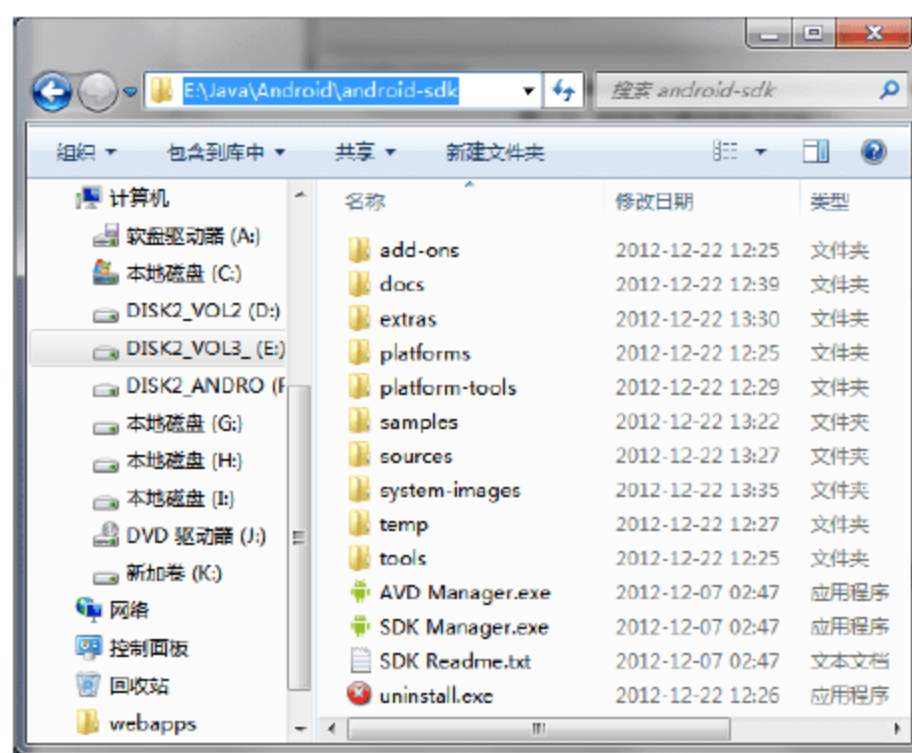 E:\Java\Android\android-sdk
搜索 android-sdk
组织 包含到库中 共享 新建文件夹
计算机
软盘驱动器 (A:)
本地磁盘 (C:)
DISK2_VOL2 (D:)
DISK2_VOL3_ (E:)
DISK2_ANDRO (F
本地磁盘 (G:)
本地磁盘 (H:)
本地磁盘 (I:)
DVD 驱动器 (J:)
新加卷 (K:)
网络
控制面板
回收站
webapps
名称 修改日期 类型
add-ons 2012-12-22 12:25 文件夹
docs 2012-12-22 12:39 文件夹
extras 2012-12-22 13:30 文件夹
platforms 2012-12-22 12:25 文件夹
platform-tools 2012-12-22 12:29 文件夹
samples 2012-12-22 13:22 文件夹
sources 2012-12-22 13:27 文件夹
system-images 2012-12-22 13:35 文件夹
temp 2012-12-22 12:27 文件夹
tools 2012-12-22 12:25 文件夹
AVD Manager.exe 2012-12-07 02:47 应用程序
SDK Manager.exe 2012-12-07 02:47 应用程序
SDK Readme.txt 2012-12-07 02:47 文本文档
uninstall.exe 2012-12-22 12:26 应用程序